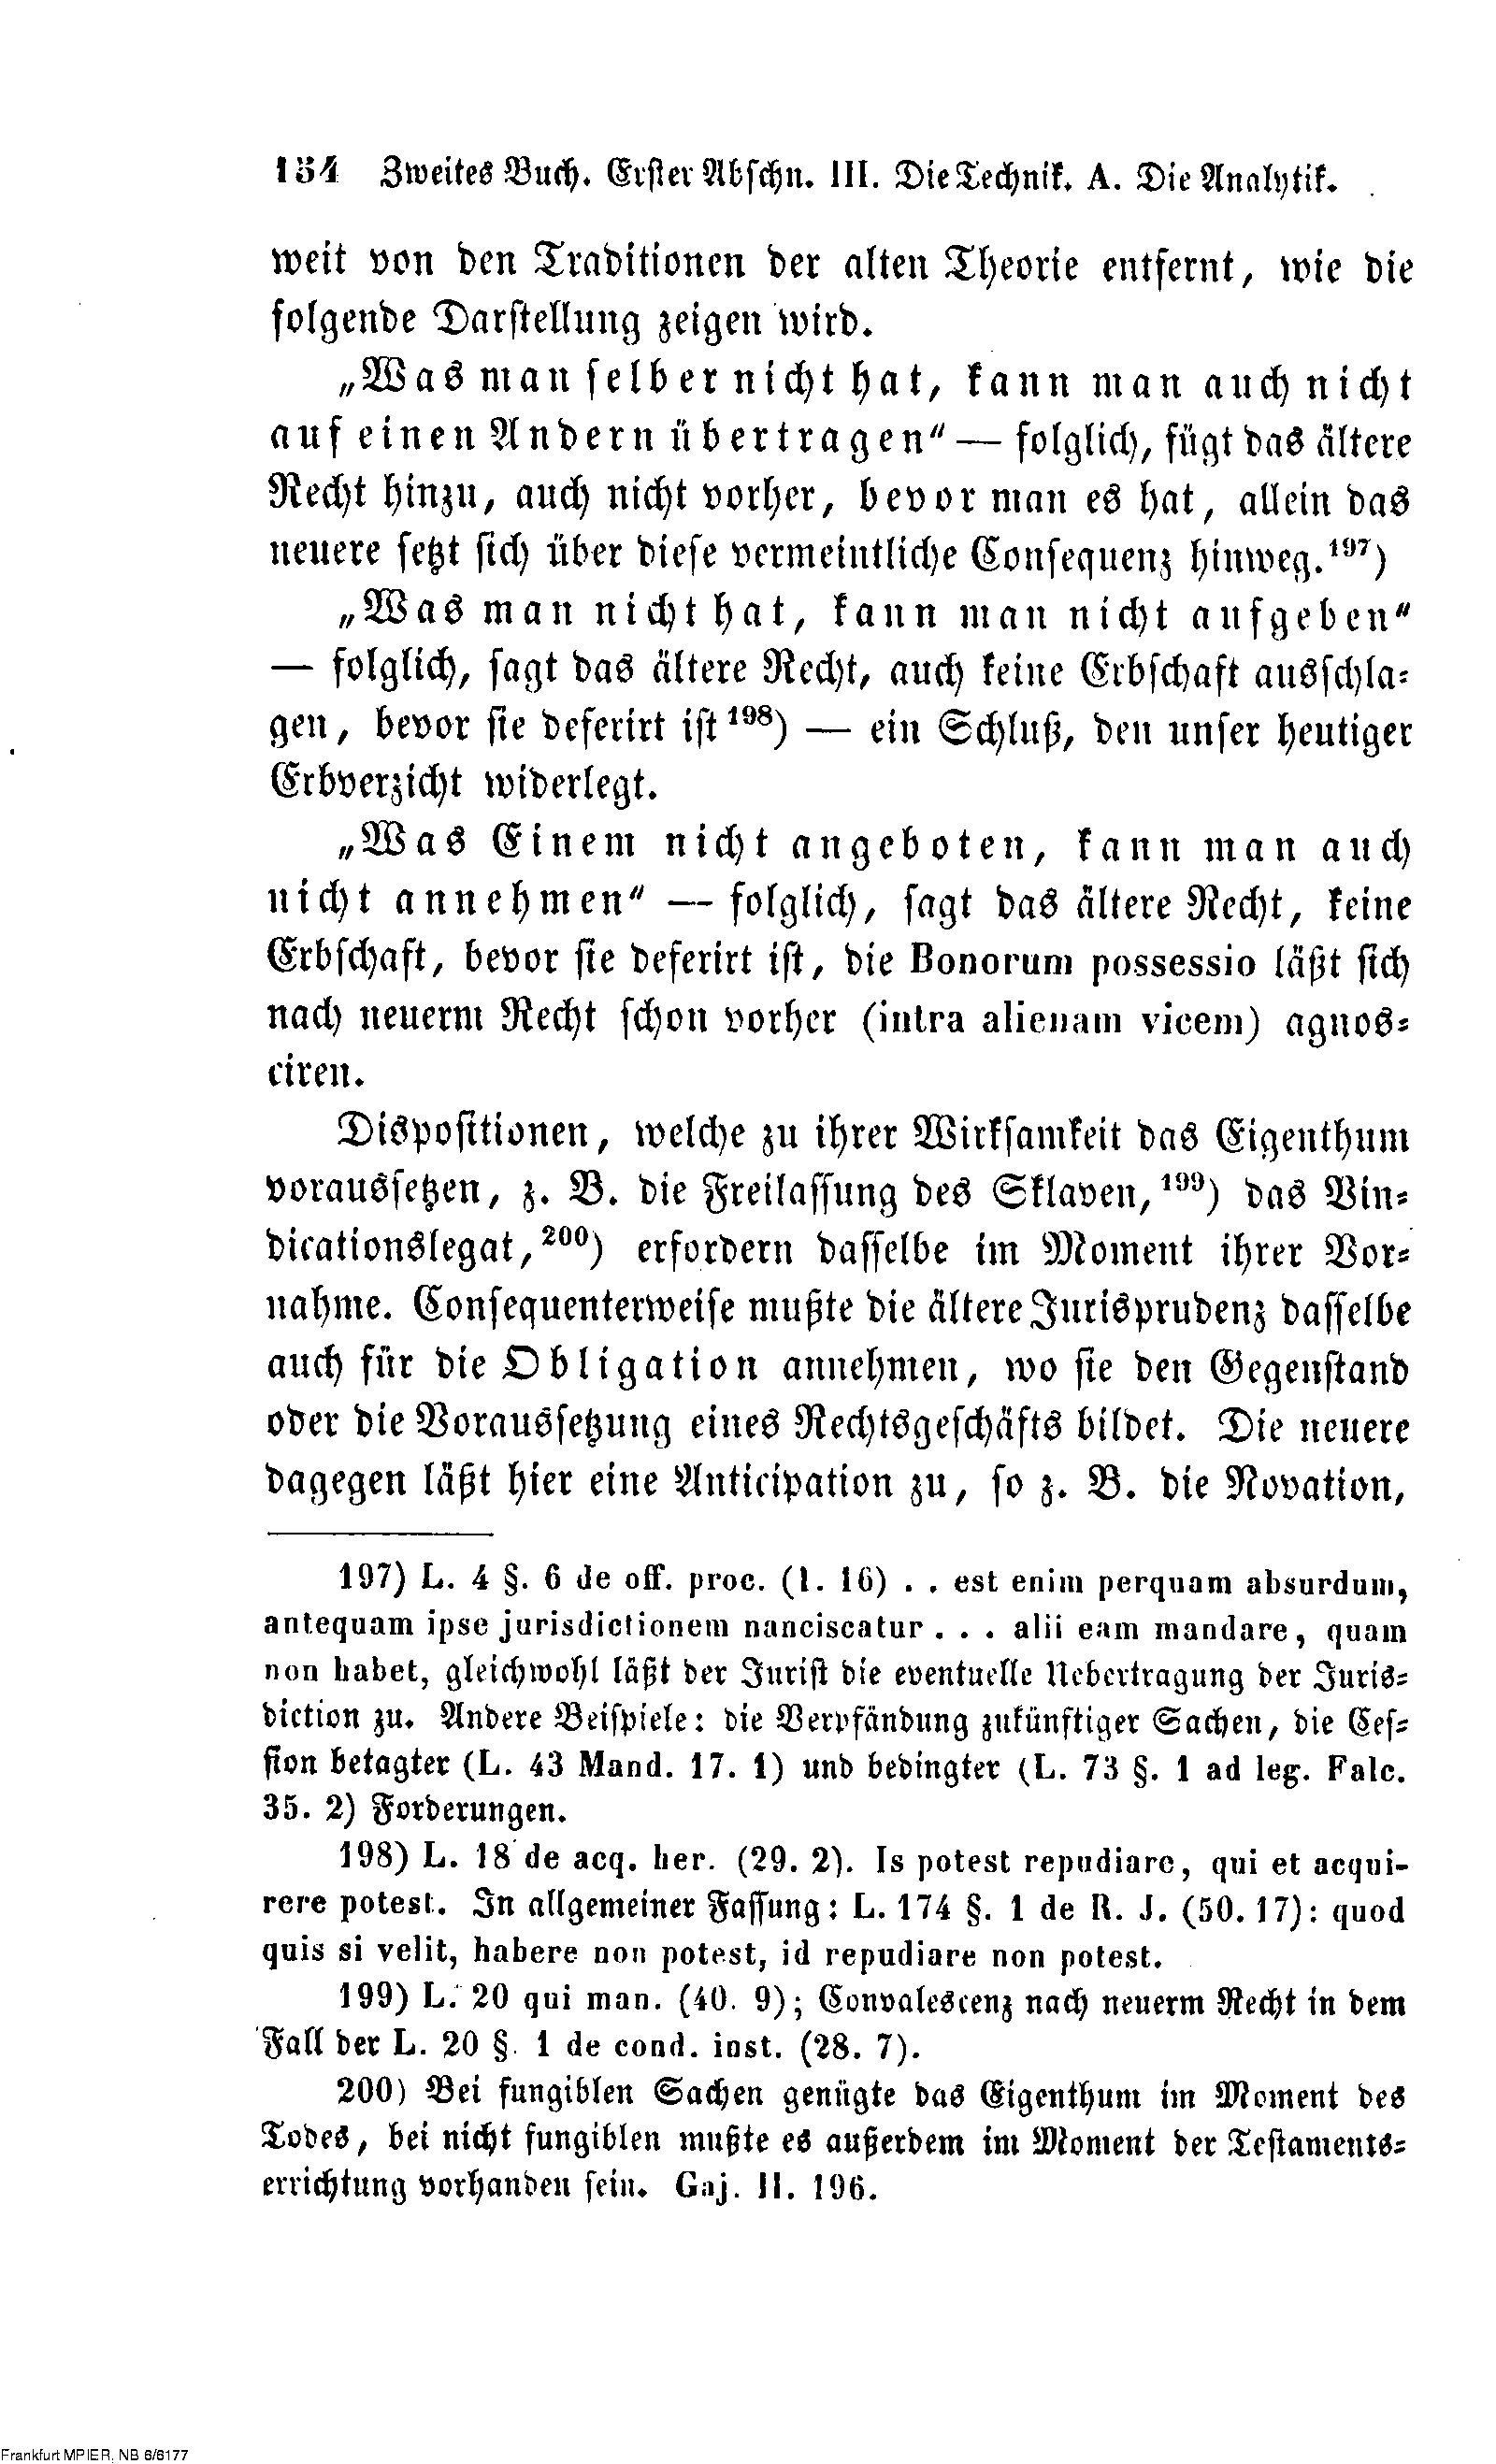 154 Zweites Buch. Erster Abschn. III. Die Technik. A. Die Analytik.
weit von den Traditionen der alten Theorie entfernt, wie die
folgende Darstellung zeigen wird.
„Was man selber nicht hat, kann man auch nicht
auf einen Andern übertragen“ — folglich, fügt das ältere
Recht hinzu, auch nicht vorher, bevor man es hat, allein das
neuere setzt sich über diese vermeintliche Consequenz hinweg.197)
„Was man nicht hat, kann man nicht aufgeben“
— folglich, sagt das ältere Recht, auch keine Erbschaft ausschla-
gen, bevor sie deferirt ist 198) — ein Schluß, den unser heutiger
Erbverzicht widerlegt.
„Was Einem nicht angeboten, kann man auch
nicht annehmen“ — folglich, sagt das ältere Recht, keine
Erbschaft, bevor sie deferirt ist, die Bonorum possessio läßt sich
nach neuerm Recht schon vorher (intra alienam vicem) agnos-
ciren.
Dispositionen, welche zu ihrer Wirksamkeit das Eigenthum
voraussetzen, z. B. die Freilassung des Sklaven,199) das Vin-
dicationslegat,200) erfordern dasselbe im Moment ihrer Vor-
nahme. Consequenterweise mußte die ältere Jurisprudenz dasselbe
auch für die Obligation annehmen, wo sie den Gegenstand
oder die Voraussetzung eines Rechtsgeschäfts bildet. Die neuere
dagegen läßt hier eine Anticipation zu, so z. B. die Novation,
197) L. 4 §. 6 de off. proc. (1. 16) . . est enim perquam absurdum,
antequam ipse jurisdictionem nanciscatur . . . alii eam mandare, quam
non habet, gleichwohl läßt der Jurist die eventuelle Uebertragung der Juris-
diction zu. Andere Beispiele: die Verpfändung zukünftiger Sachen, die Ces-
sion betagter (L. 43 Mand. 17. 1) und bedingter (L. 73 §. 1 ad leg. Falc.
35. 2) Forderungen.
198) L. 18 de acq. her. (29. 2). Is potest repudiare, qui et acqui-
rere potest. In allgemeiner Fassung: L. 174 §. 1 de R. J. (50. 17): quod
quis si velit, habere non potest, id repudiare non potest.
199) L. 20 qui man. (40. 9); Convalescenz nach neuerm Recht in dem
Fall der L. 20 §. 1 de cond. inst. (28. 7).
200) Bei fungiblen Sachen genügte das Eigenthum im Moment des
Todes, bei nicht fungiblen mußte es außerdem im Moment der Testaments-
errichtung vorhanden sein. Gaj. II. 196.
Frankfurt MPIER, NB 6/6177